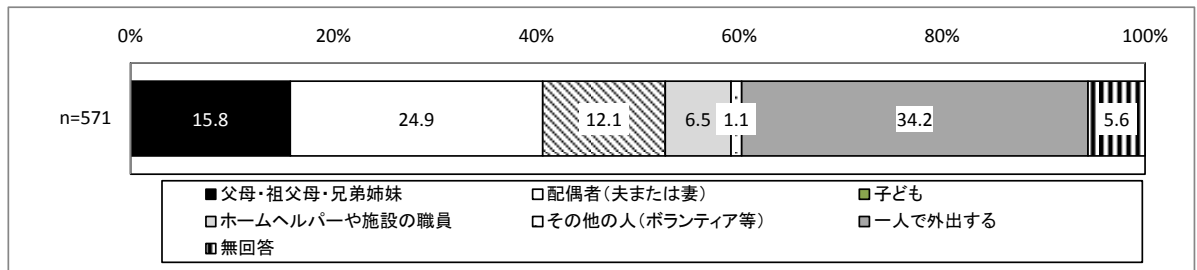 0% 20% 40% 60% 80% 100%
n=571 15.8 24.9 12.1 6.5 1.1 34.2 5.6
父母・祖父母・兄弟姉妹 配偶者(夫または妻) 子ども
ホームヘルパーや施設の職員 その他の人(ボランティア等) 一人で外出する
無回答